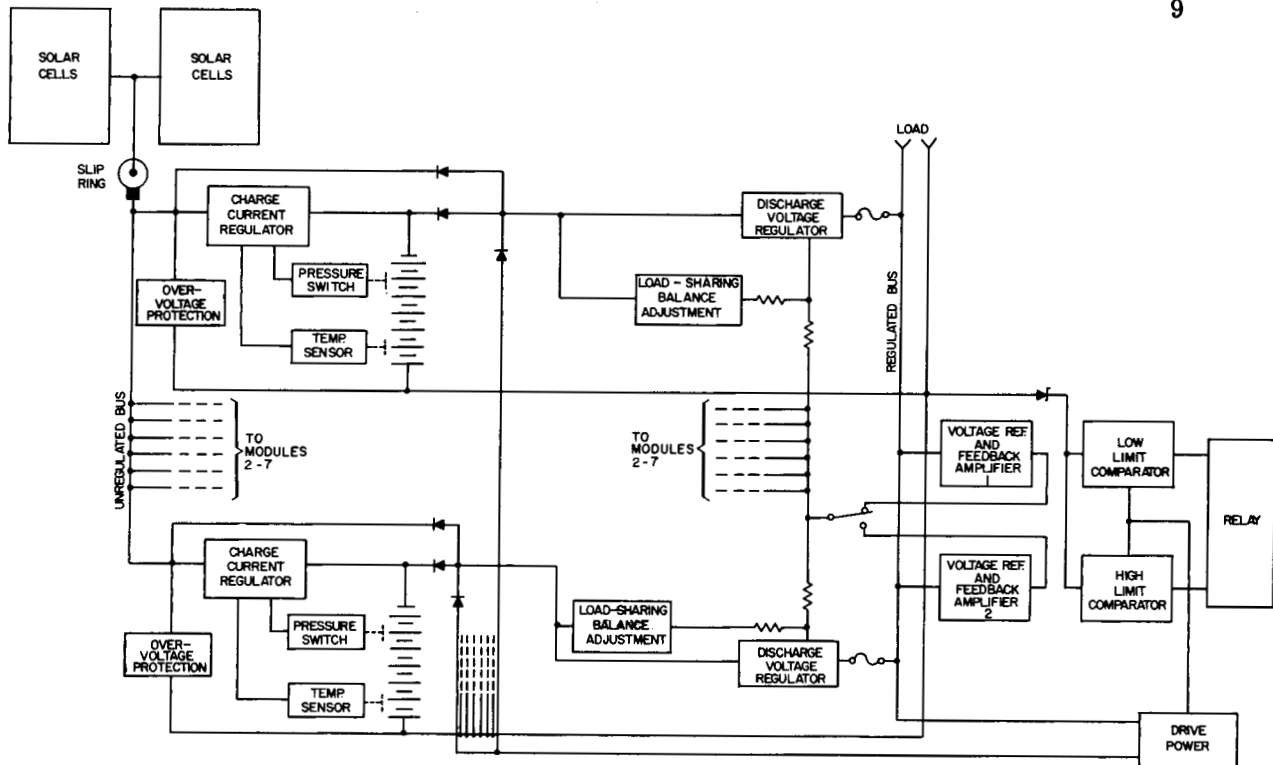 9
SOLAR
CELLS
SOLAR
CELLS
SLIP
RING
CHARGE
CURRENT
REGULATOR
PRESSURE
SWITCH
TEMP.
SENSOR
OVER-
VOLTAGE
PROTECTION
LOAD
DISCHARGE
VOLTAGE
REGULATOR
LOAD - SHARING
BALANCE
ADJUSTMENT
REGULATED BUS
UNREGULATED BUS
TO
MODULES
2-7
TO
MODULES
2-7
VOLTAGE REF.
AND
FEEDBACK
AMPLIFIER
1
LOW
LIMIT
COMPARATOR
RELAY
CHARGE
CURRENT
REGULATOR
PRESSURE
SWITCH
TEMP.
SENSOR
OVER-
VOLTAGE
PROTECTION
LOAD-SHARING
BALANCE
ADJUSTMENT
DISCHARGE
VOLTAGE
REGULATOR
VOLTAGE REF.
AND
FEEDBACK
AMPLIFIER
2
HIGH
LIMIT
COMPARATOR
DRIVE
POWER